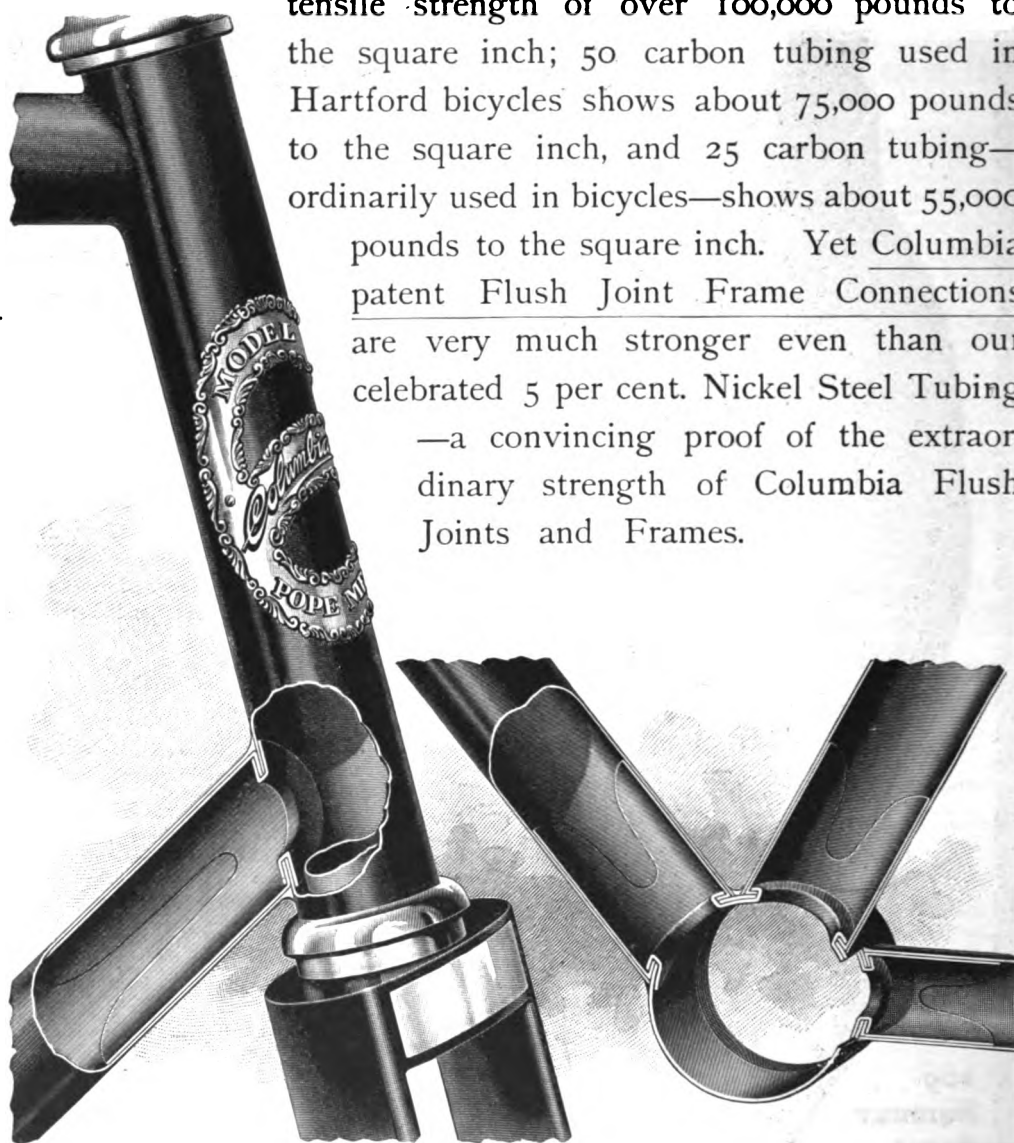 tensile strength of over 100,000 pounds to
the square inch; 50 carbon tubing used in
Hartford bicycles shows about 75,000 pounds
to the square inch, and 25 carbon tubing—
ordinarily used in bicycles—shows about 55,000
pounds to the square inch. Yet Columbia
patent Flush Joint Frame Connections
are very much stronger even than our
celebrated 5 per cent. Nickel Steel Tubing
—a convincing proof of the extraor
dinary strength of Columbia Flush
Joints and Frames.
MODEL
Columbia
POPE